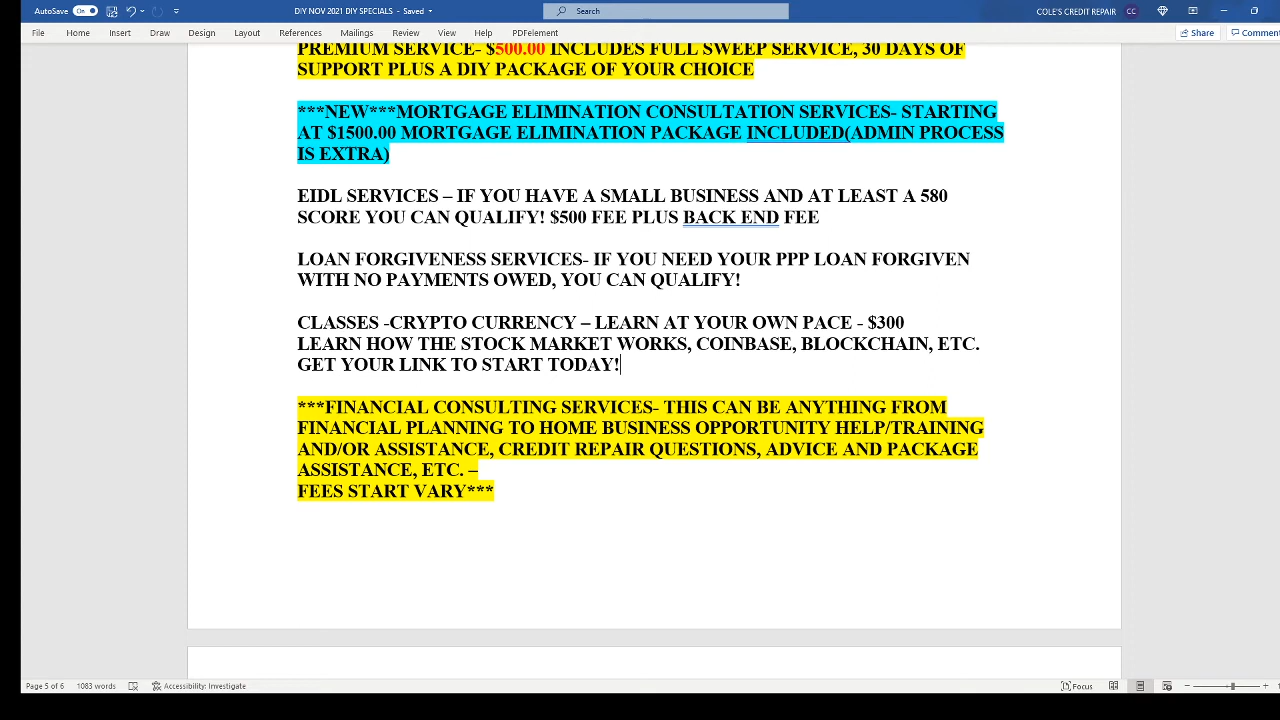 AutoSave On DIY NOV 2021 DIY SPECIALS - Saved Search COLE'S CREDIT REPAIR CC
File Home Insert Draw Design Layout References Mailings Review View Help PDFelement Share Comment
PREMIUM SERVICE- $500.00 INCLUDES FULL SWEEP SERVICE, 30 DAYS OF
SUPPORT PLUS A DIY PACKAGE OF YOUR CHOICE
***NEW***MORTGAGE ELIMINATION CONSULTATION SERVICES- STARTING
AT $1500.00 MORTGAGE ELIMINATION PACKAGE INCLUDED(ADMIN PROCESS
IS EXTRA)
EIDL SERVICES – IF YOU HAVE A SMALL BUSINESS AND AT LEAST A 580
SCORE YOU CAN QUALIFY! $500 FEE PLUS BACK END FEE
LOAN FORGIVENESS SERVICES- IF YOU NEED YOUR PPP LOAN FORGIVEN
WITH NO PAYMENTS OWED, YOU CAN QUALIFY!
CLASSES -CRYPTO CURRENCY – LEARN AT YOUR OWN PACE - $300
LEARN HOW THE STOCK MARKET WORKS, COINBASE, BLOCKCHAIN, ETC.
GET YOUR LINK TO START TODAY!
***FINANCIAL CONSULTING SERVICES- THIS CAN BE ANYTHING FROM
FINANCIAL PLANNING TO HOME BUSINESS OPPORTUNITY HELP/TRAINING
AND/OR ASSISTANCE, CREDIT REPAIR QUESTIONS, ADVICE AND PACKAGE
ASSISTANCE, ETC. –
FEES START VARY***
Page 5 of 6 1083 words Accessibility: Investigate Focus